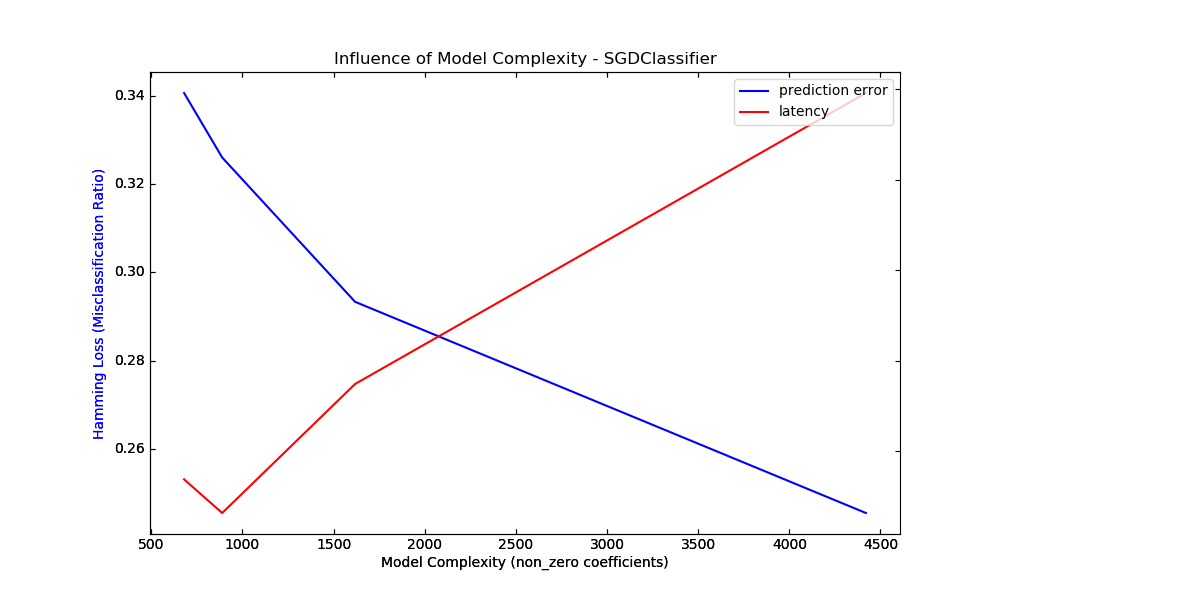 Influence of Model Complexity - SGDClassifier
prediction error
latency
0.34
0.32
0.30
0.28
0.26
Hamming Loss (Misclassification Ratio)
500 1000 1500 2000 2500 3000 3500 4000 4500
Model Complexity (non_zero coefficients)